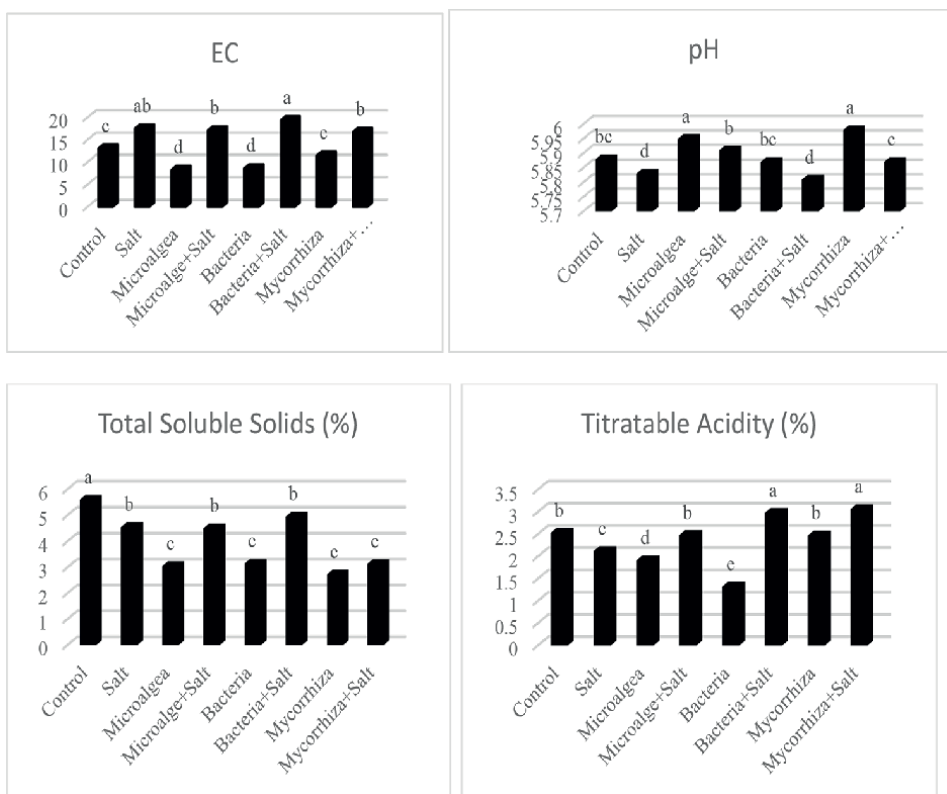 EC
20
15
10
5
0
c
ab
d
b
d
a
c
b
Control
Salt
Microalgea
Microalge+Salt
Bacteria
Bacteria+Salt
Mycorrhiza
Mycorrhiza+…
pH
6
5.95
5.9
5.85
5.8
5.75
5.7
bc
d
a
b
bc
d
a
c
Control
Salt
Microalgea
Microalge+Salt
Bacteria
Bacteria+Salt
Mycorrhiza
Mycorrhiza+…
Total Soluble Solids (%)
6
5
4
3
2
1
0
a
b
c
b
c
b
c
c
Control
Salt
Microalgea
Microalge+Salt
Bacteria
Bacteria+Salt
Mycorrhiza
Mycorrhiza+Salt
Titratable Acidity (%)
3.5
3
2.5
2
1.5
1
0.5
0
b
c
d
b
e
a
b
a
Control
Salt
Microalgea
Microalge+Salt
Bacteria
Bacteria+Salt
Mycorrhiza
Mycorrhiza+Salt